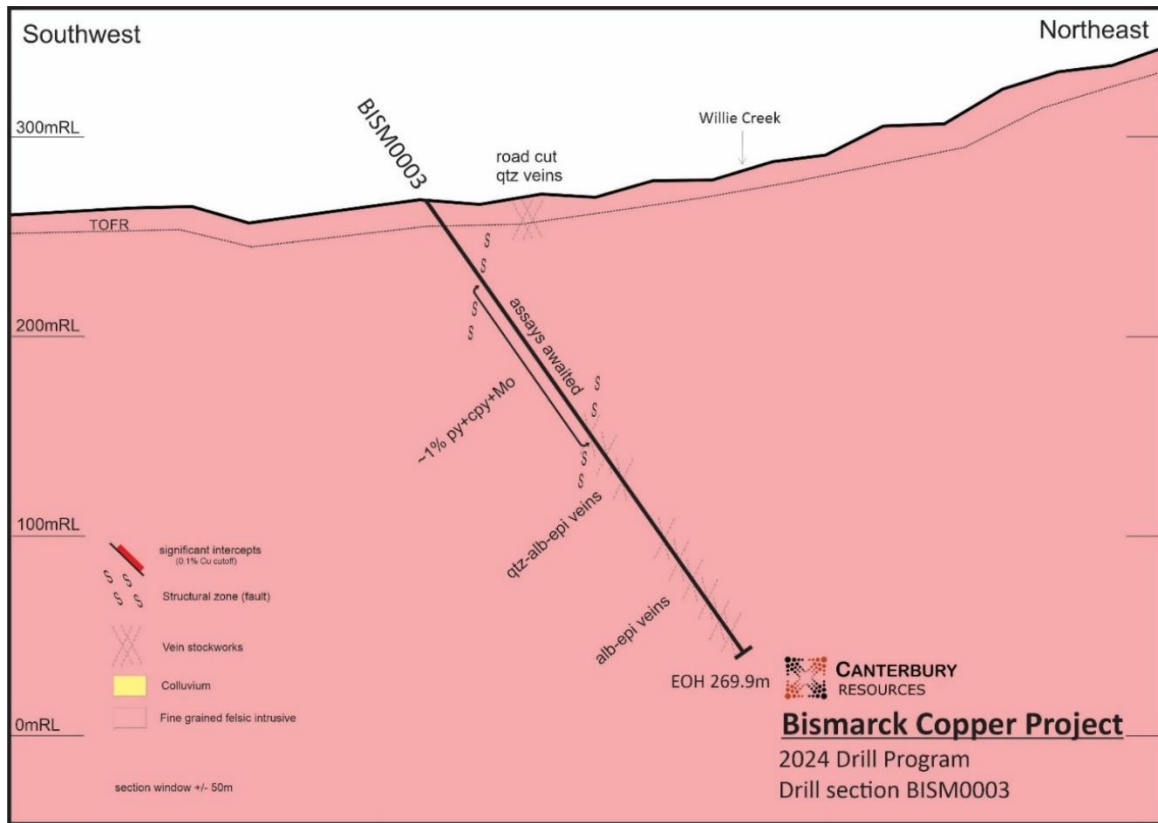 Southwest
Northeast
300mRL
BISM0003
Willie Creek
road cut
qtz veins
TOFR
S
S
S
S
200mRL
assays awaited
~1% py+cpy+Mo
S
S
S
S
qtz-alb-epi veins
100mRL
alb-epi veins
EOH 269.9m
significant intercepts
(0.1% Cu cutoff)
S S
S S
S S
Structural zone (fault)
Vein stockworks
Colluvium
Fine grained felsic intrusive
0mRL
section window +/- 50m
CANTERBURY
RESOURCES
Bismarck Copper Project
2024 Drill Program
Drill section BISM0003